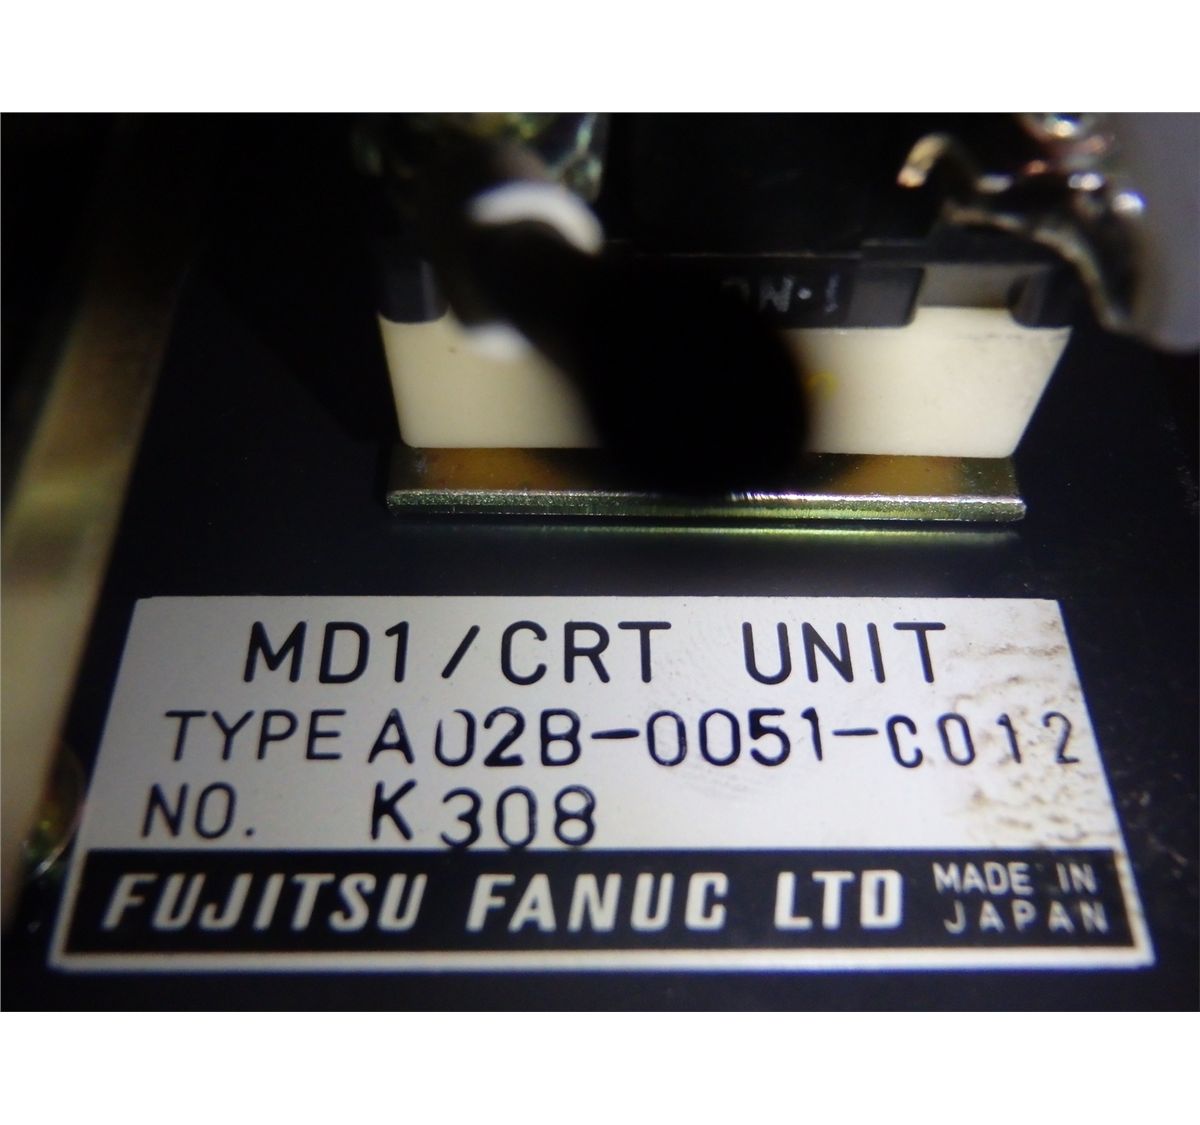 MD1/CRT UNIT
TYPE A02B-0051-C012
NO. K308
FUJITSU FANUC LTD MADE IN JAPAN